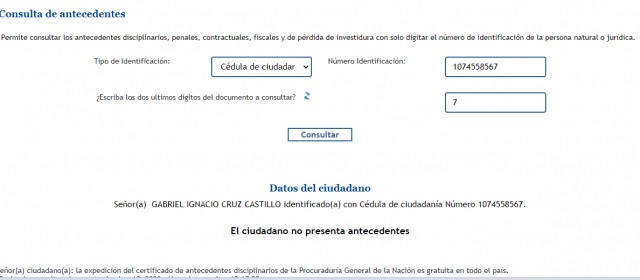 Consulta de antecedentes
Permite consultar los antecedentes disciplinarios, penales, contractuales, fiscales y de pérdida de investidura con solo digitar el número de identificación de la persona natural o jurídica.
Tipo de Identificación: Cédula de ciudadar Número Identificación: 1074558567
¿Escriba los dos ultimos digitos del documento a consultar? 7
Consultar
Datos del ciudadano
Señor(a) GABRIEL IGNACIO CRUZ CASTILLO identificado(a) con Cédula de ciudadanía Número 1074558567.
El ciudadano no presenta antecedentes
eñor(a) ciudadano(a): la expedición del certificado de antecedentes disciplinarios de la Procuraduría General de la Nación es gratuita en todo el país.